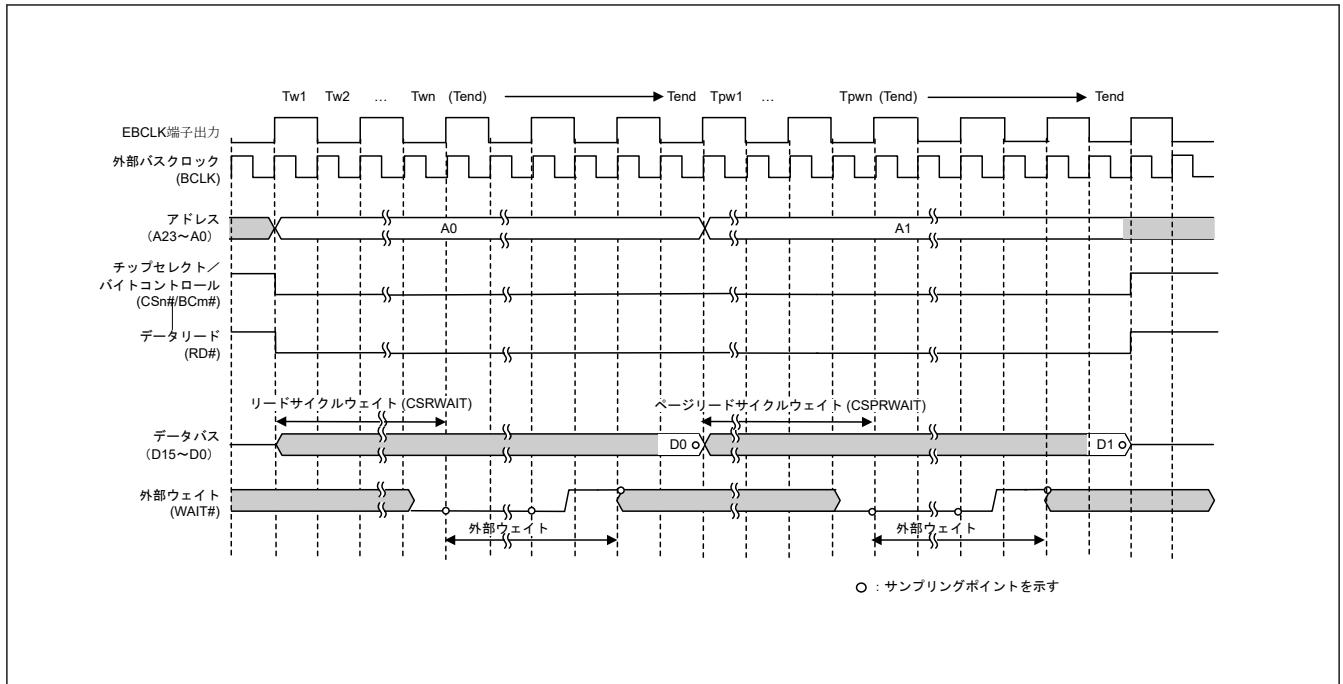 Tw1 Tw2 … Twn (Tend) Tend Tpw1 … Tpwn (Tend) Tend
EBCLK端子出力
外部バスクロック
(BCLK)
アドレス
(A23～A0)
A0 A1
チップセレクト／
バイトコントロール
(CSn#/BCm#)
データリード
(RD#)
リードサイクルウェイト (CSRWAIT) ページリードサイクルウェイト (CSPRWAIT)
データバス
(D15～D0)
D0 D1
外部ウェイト
(WAIT#)
外部ウェイト 外部ウェイト
：サンプリングポイントを示す